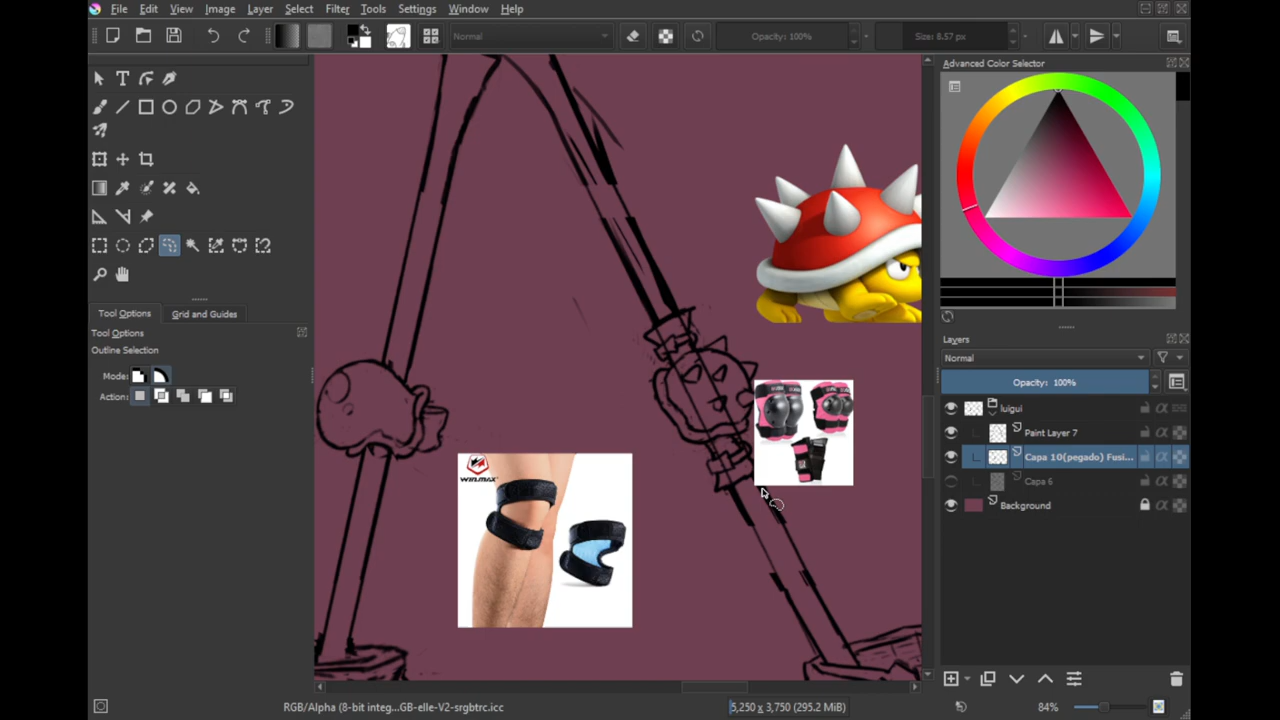 File Edit View Image Layer Select Filter Tools Settings Window Help
Normal
Opacity: 100%
Size: 8.57 px
Advanced Color Selector
Tool Options
Grid and Guides
Tool Options
Outline Selection
Mode:
Action:
WINMAX
Layers
Normal
Opacity: 100%
luigui
Paint Layer 7
Capa 10(pegado) Fusi...
Capa 6
Background
RGB/Alpha (8-bit integ...GB-elle-V2-srgbtrc.icc
5,250 x 3,750 (295.2 MiB)
84%